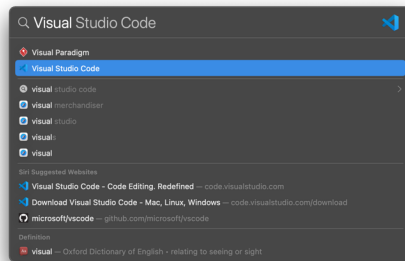 Visual Studio Code
Visual Paradigm
Visual Studio Code
visual studio code
visual merchandiser
visual studio
visuals
visual
Siri Suggested Websites
Visual Studio Code - Code Editing. Redefined — code.visualstudio.com
Download Visual Studio Code - Mac, Linux, Windows — code.visualstudio.com/download
microsoft/vscode — github.com/microsoft/vscode
Definition
visual — Oxford Dictionary of English - relating to seeing or sight